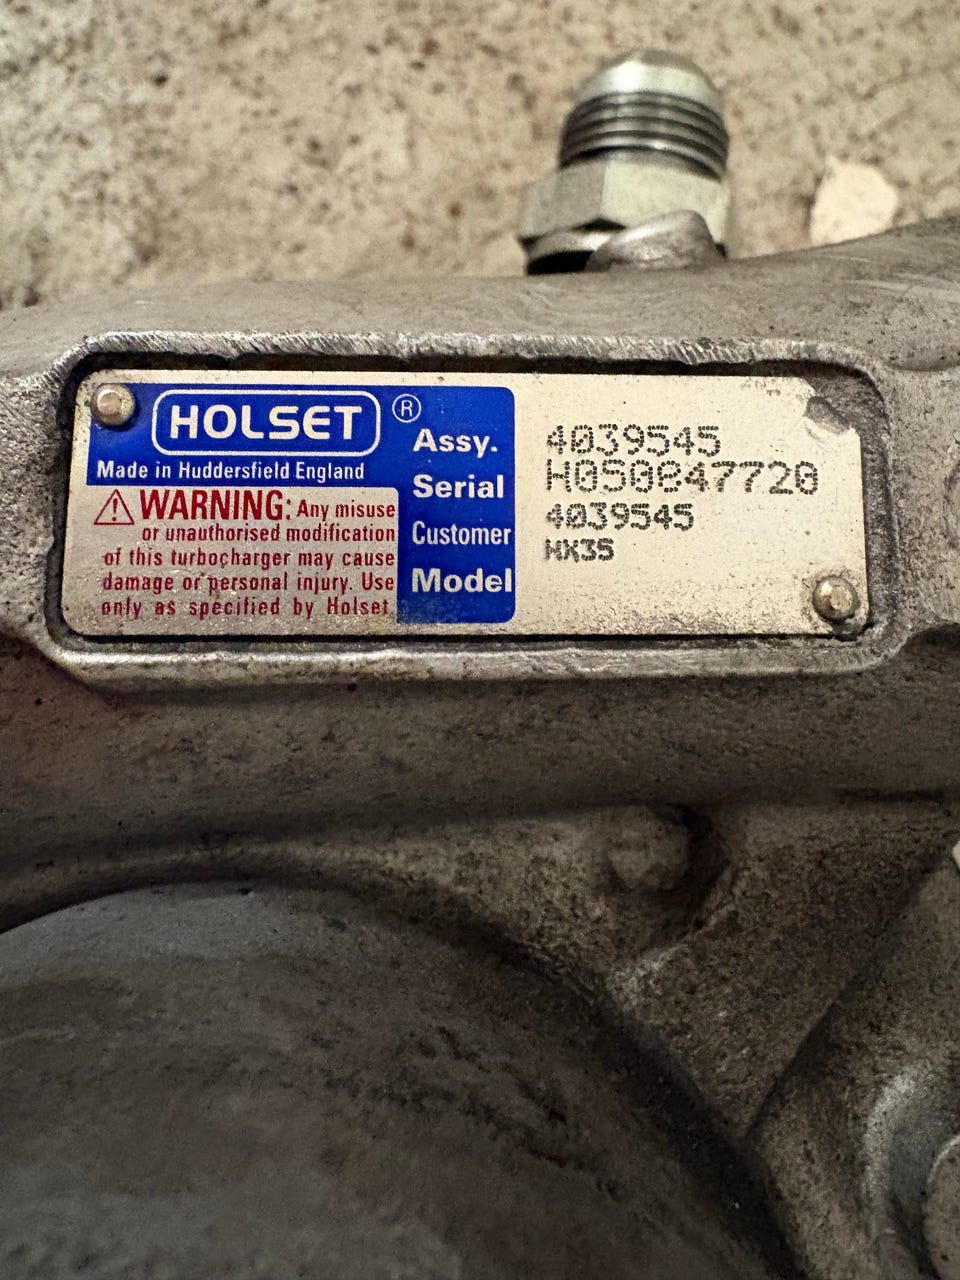 HOLSET ®
Made in Huddersfield England
⚠ WARNING: Any misuse
or unauthorised modification
of this turbocharger may cause
damage or personal injury. Use
only as specified by Holset.
Assy. 4039545
Serial
Customer 4039545
Model HX35